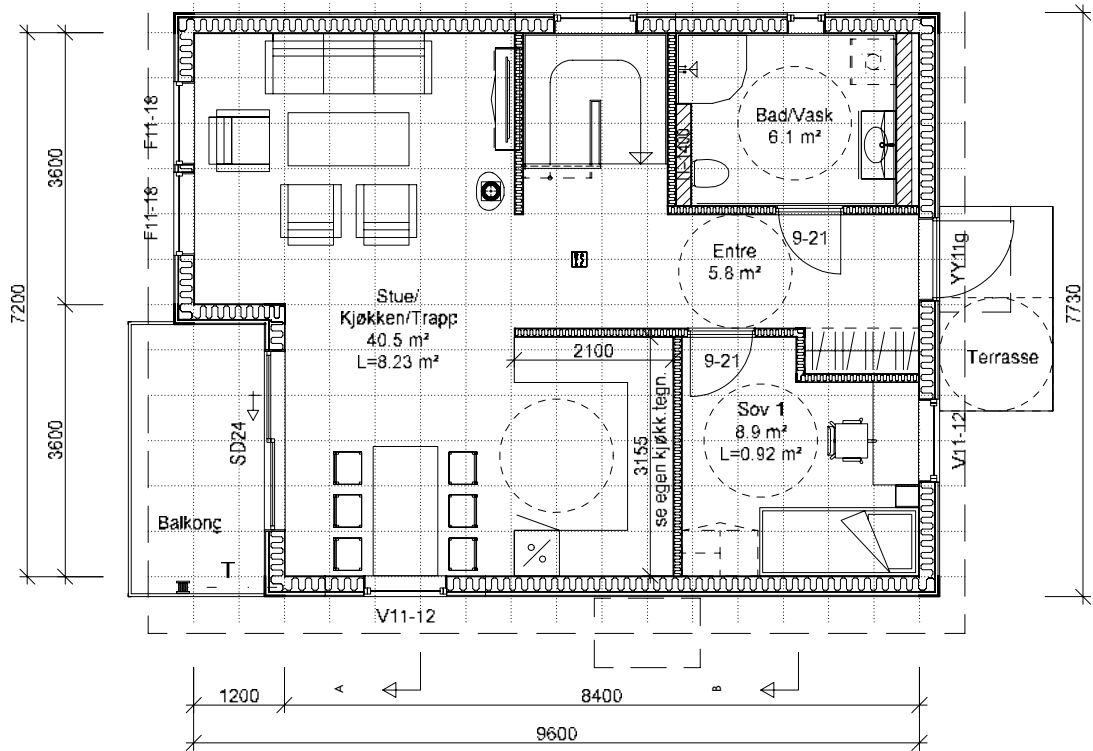 F11-18
F11-18
3600
7200
3600
Bad/Vask
6.1 m²
9-21
Entre
5.8 m²
YY11g
7730
Stue/
Kjøkken/Trapp
40.5 m²
L=8.23 m²
2100
9-21
Terrasse
Sov 1
8.9 m²
L=0.92 m²
3155
se egen kjøkk.tegn.
SD24
V11-12
Balkong
T
V11-12
A
B
1200
8400
9600